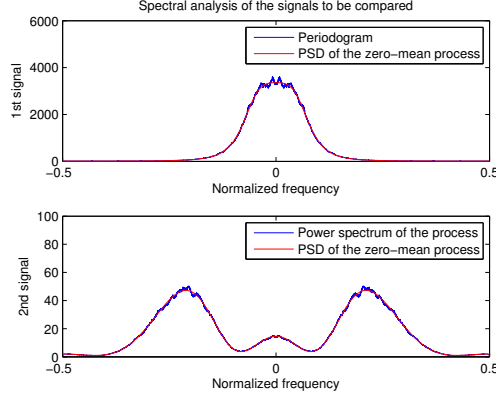 Spectral analysis of the signals to be compared
6000
4000
2000
0
1st signal
Periodogram
PSD of the zero−mean process
−0.5
0
0.5
Normalized frequency
100
80
60
40
20
0
2nd signal
Power spectrum of the process
PSD of the zero−mean process
−0.5
0
0.5
Normalized frequency